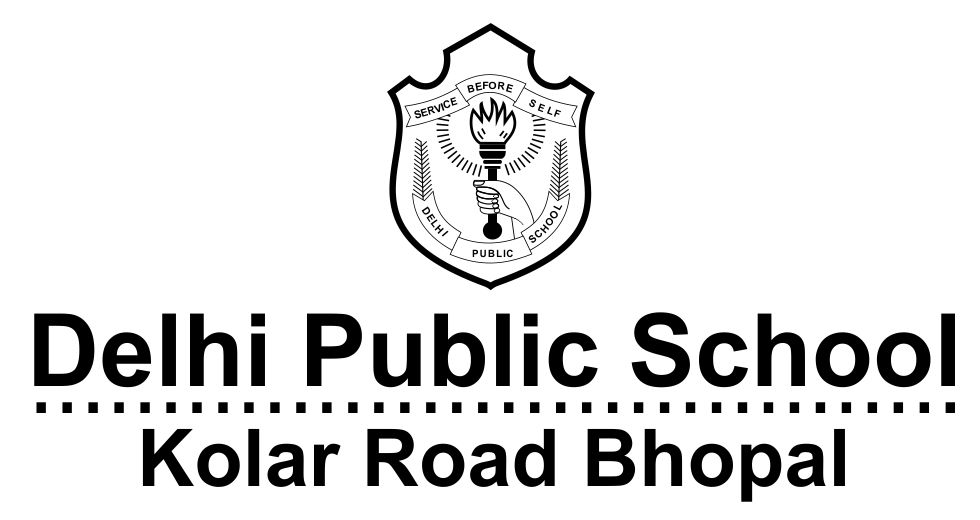 SERVICE BEFORE SELF
DELHI PUBLIC SCHOOL
Delhi Public School
Kolar Road Bhopal